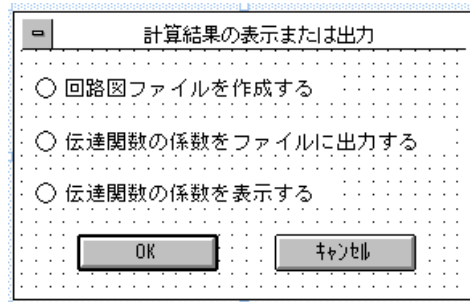 計算結果の表示または出力
回路図ファイルを作成する
伝達関数の係数をファイルに出力する
伝達関数の係数を表示する
OK
ｷｬﾝｾﾙ